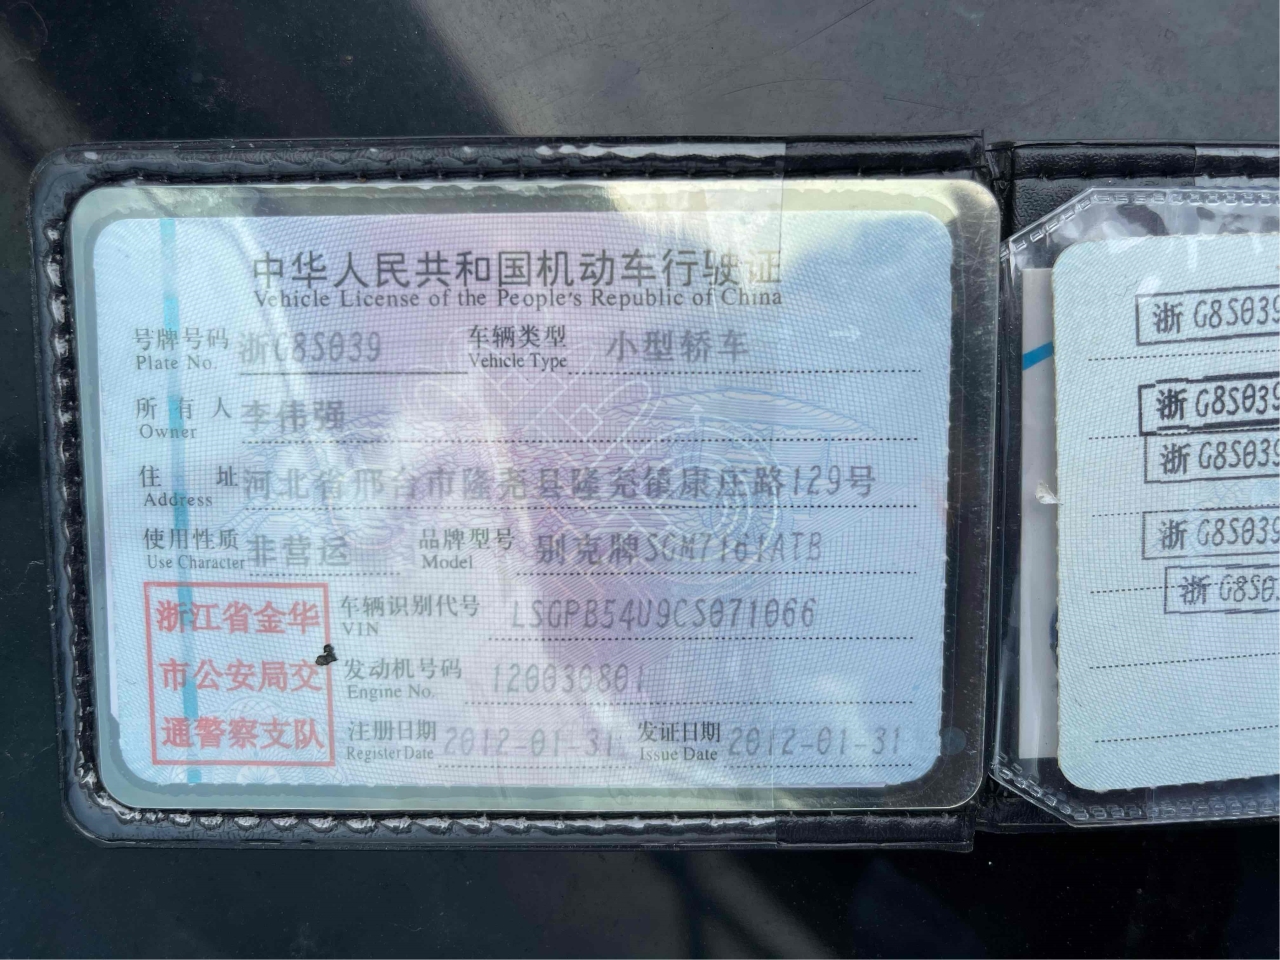 中华人民共和国机动车行驶证
Vehicle License of the People's Republic of China
号牌号码 浙G8S039 车辆类型 小型轿车
Plate No. Vehicle Type
所有人 李伟强
Owner
住址 河北省邢台市隆尧县隆尧镇康庄路129号
Address
使用性质 非营运 品牌型号 别克牌SGM7161ATB
Use Character Model
浙江省金华
市公安局交
通警察支队
车辆识别代号 LSGPB54U9CS071066
VIN
发动机号码 120030801
Engine No.
注册日期 2012-01-31 发证日期 2012-01-31
Register Date Issue Date
浙G8S039
浙G8S039
浙G8S039
浙G8S039
浙G8S0